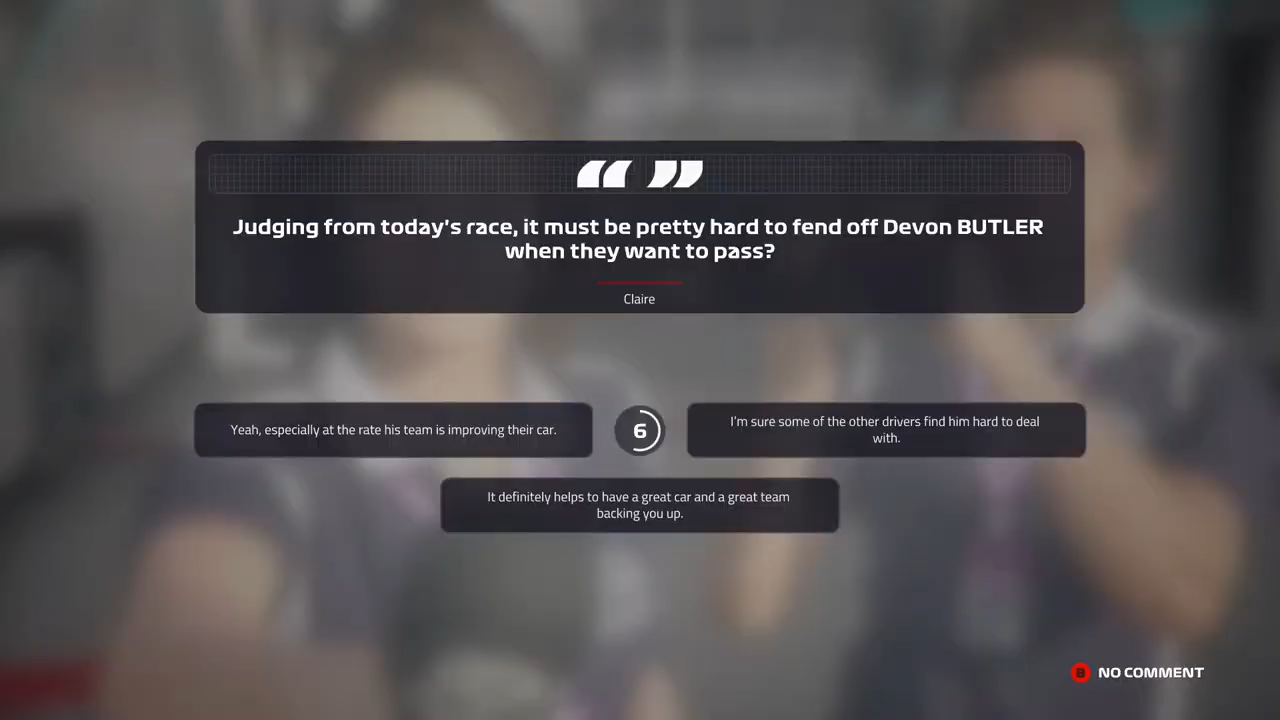 Judging from today's race, it must be pretty hard to fend off Devon BUTLER
when they want to pass?
Claire
Yeah, especially at the rate his team is improving their car.
6
I'm sure some of the other drivers find him hard to deal
with.
It definitely helps to have a great car and a great team
backing you up.
B NO COMMENT